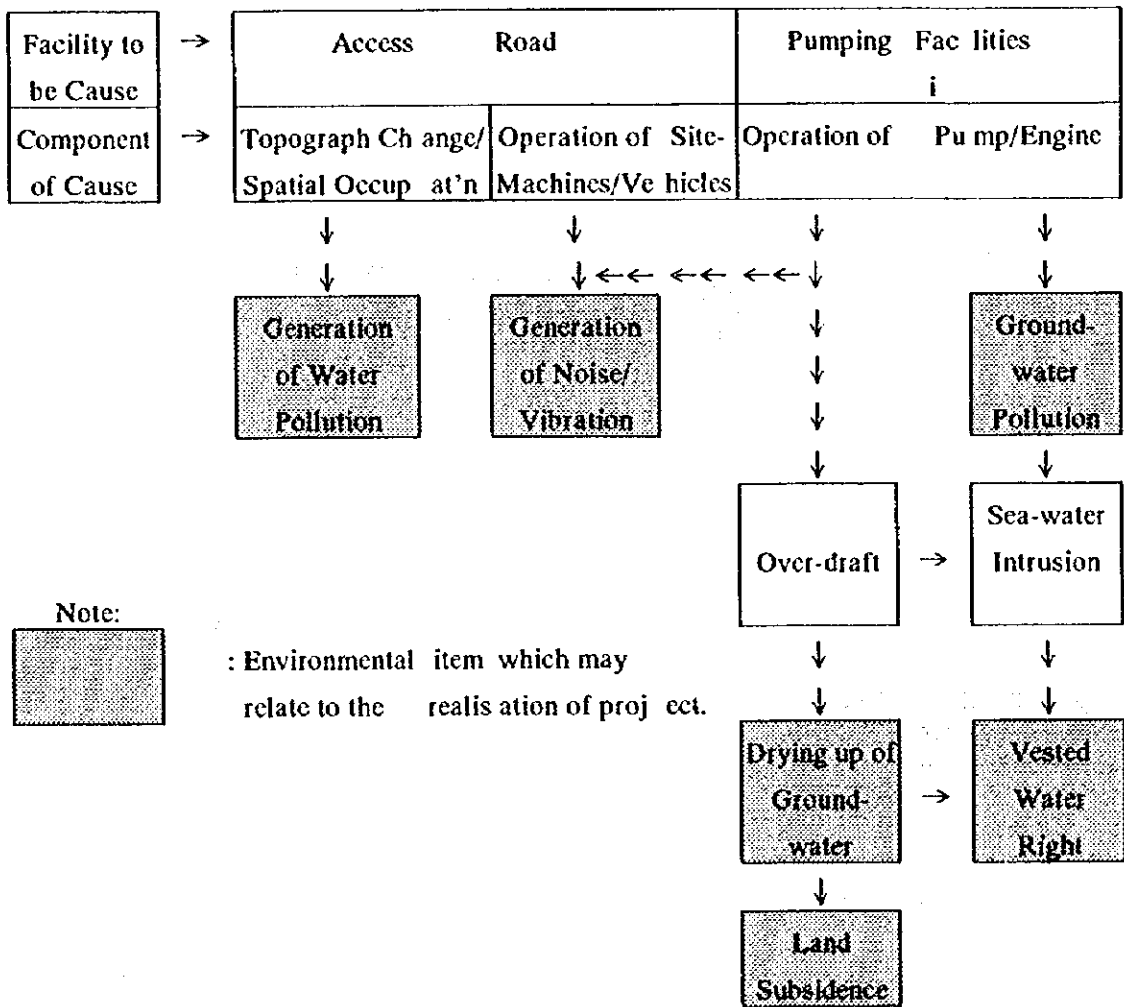 Facility to
be Cause
→
Access Road
Pumping Fac lities
i
Component
of Cause
→
Topograph Ch ange/
Spatial Occup at'n
Operation of Site-
Machines/Ve hicles
Operation of Pu mp/Engine
↓ ↓ ↓ ↓
↓ ↓ ←← ←← ←← ↓ ↓
Generation
of Water
Pollution
Generation
of Noise/
Vibration
↓
↓
↓
↓
↓
Ground-
water
Pollution
↓
Over-draft
→
Sea-water
Intrusion
Note:
: Environmental item which may
relate to the realis ation of proj ect.
↓ ↓
Drying up of
Ground-
water
→
Vested
Water
Right
↓
Land
Subsidence